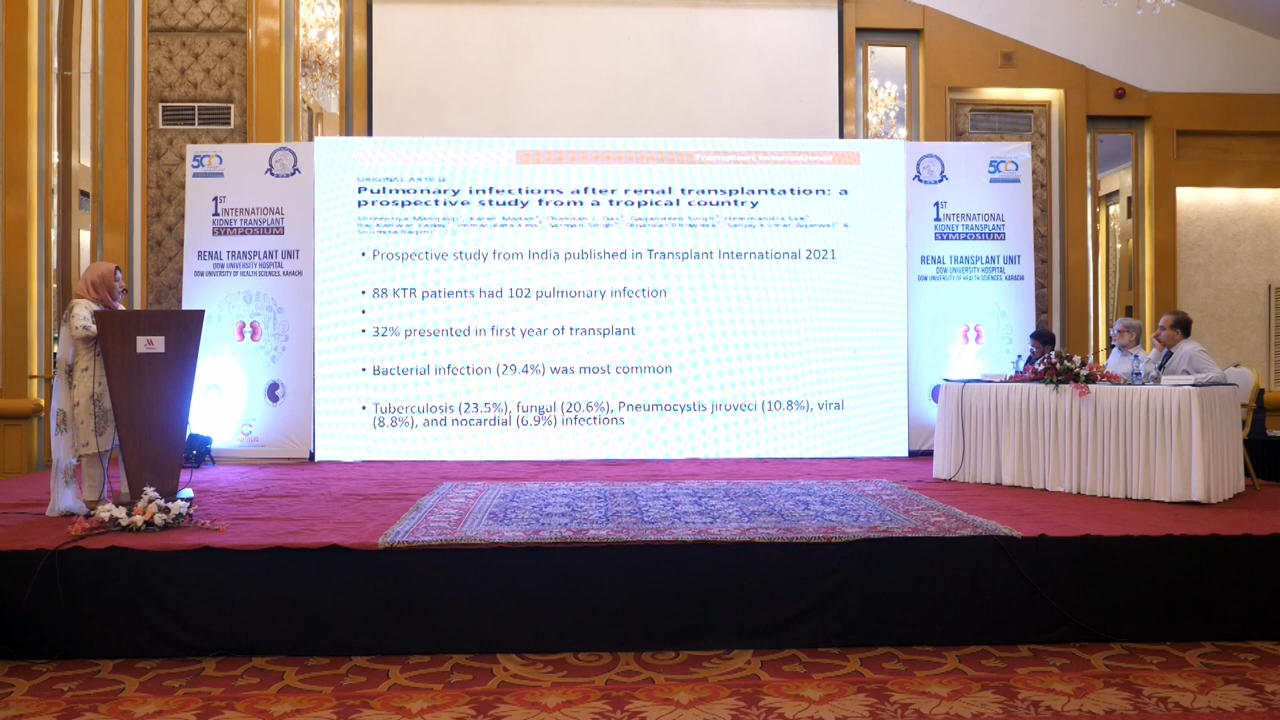 500
1ST
INTERNATIONAL
KIDNEY TRANSPLANT
SYMPOSIUM
RENAL TRANSPLANT UNIT
DOW UNIVERSITY HOSPITAL
DOW UNIVERSITY OF HEALTH SCIENCES, KARACHI
Transplant International
ORIGINAL ARTICLE
Pulmonary infections after renal transplantation: a
prospective study from a tropical country
• Prospective study from India published in Transplant International 2021
• 88 KTR patients had 102 pulmonary infection
•
• 32% presented in first year of transplant
• Bacterial infection (29.4%) was most common
• Tuberculosis (23.5%), fungal (20.6%), Pneumocystis jiroveci (10.8%), viral
(8.8%), and nocardial (6.9%) infections
500
1ST
INTERNATIONAL
KIDNEY TRANSPLANT
SYMPOSIUM
RENAL TRANSPLANT UNIT
DOW UNIVERSITY HOSPITAL
DOW UNIVERSITY OF HEALTH SCIENCES, KARACHI